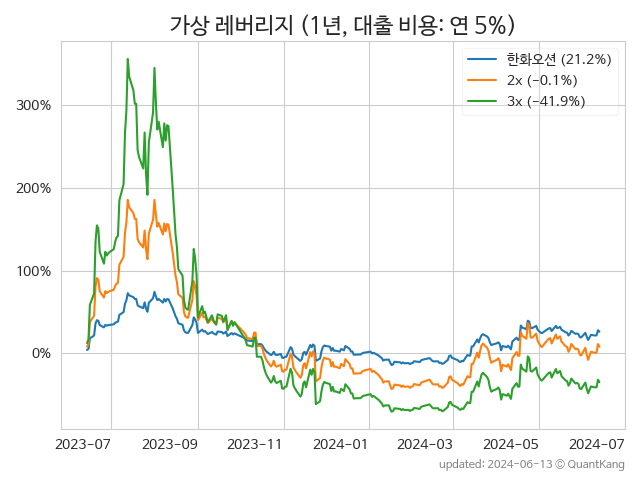 가상 레버리지 (1년, 대출 비용: 연 5%)
한화오션 (21.2%)
2x (−0.1%)
3x (−41.9%)
300%
200%
100%
0%
2023-07 2023-09 2023-11 2024-01 2024-03 2024-05 2024-07
updated: 2024-06-13 © QuantKang